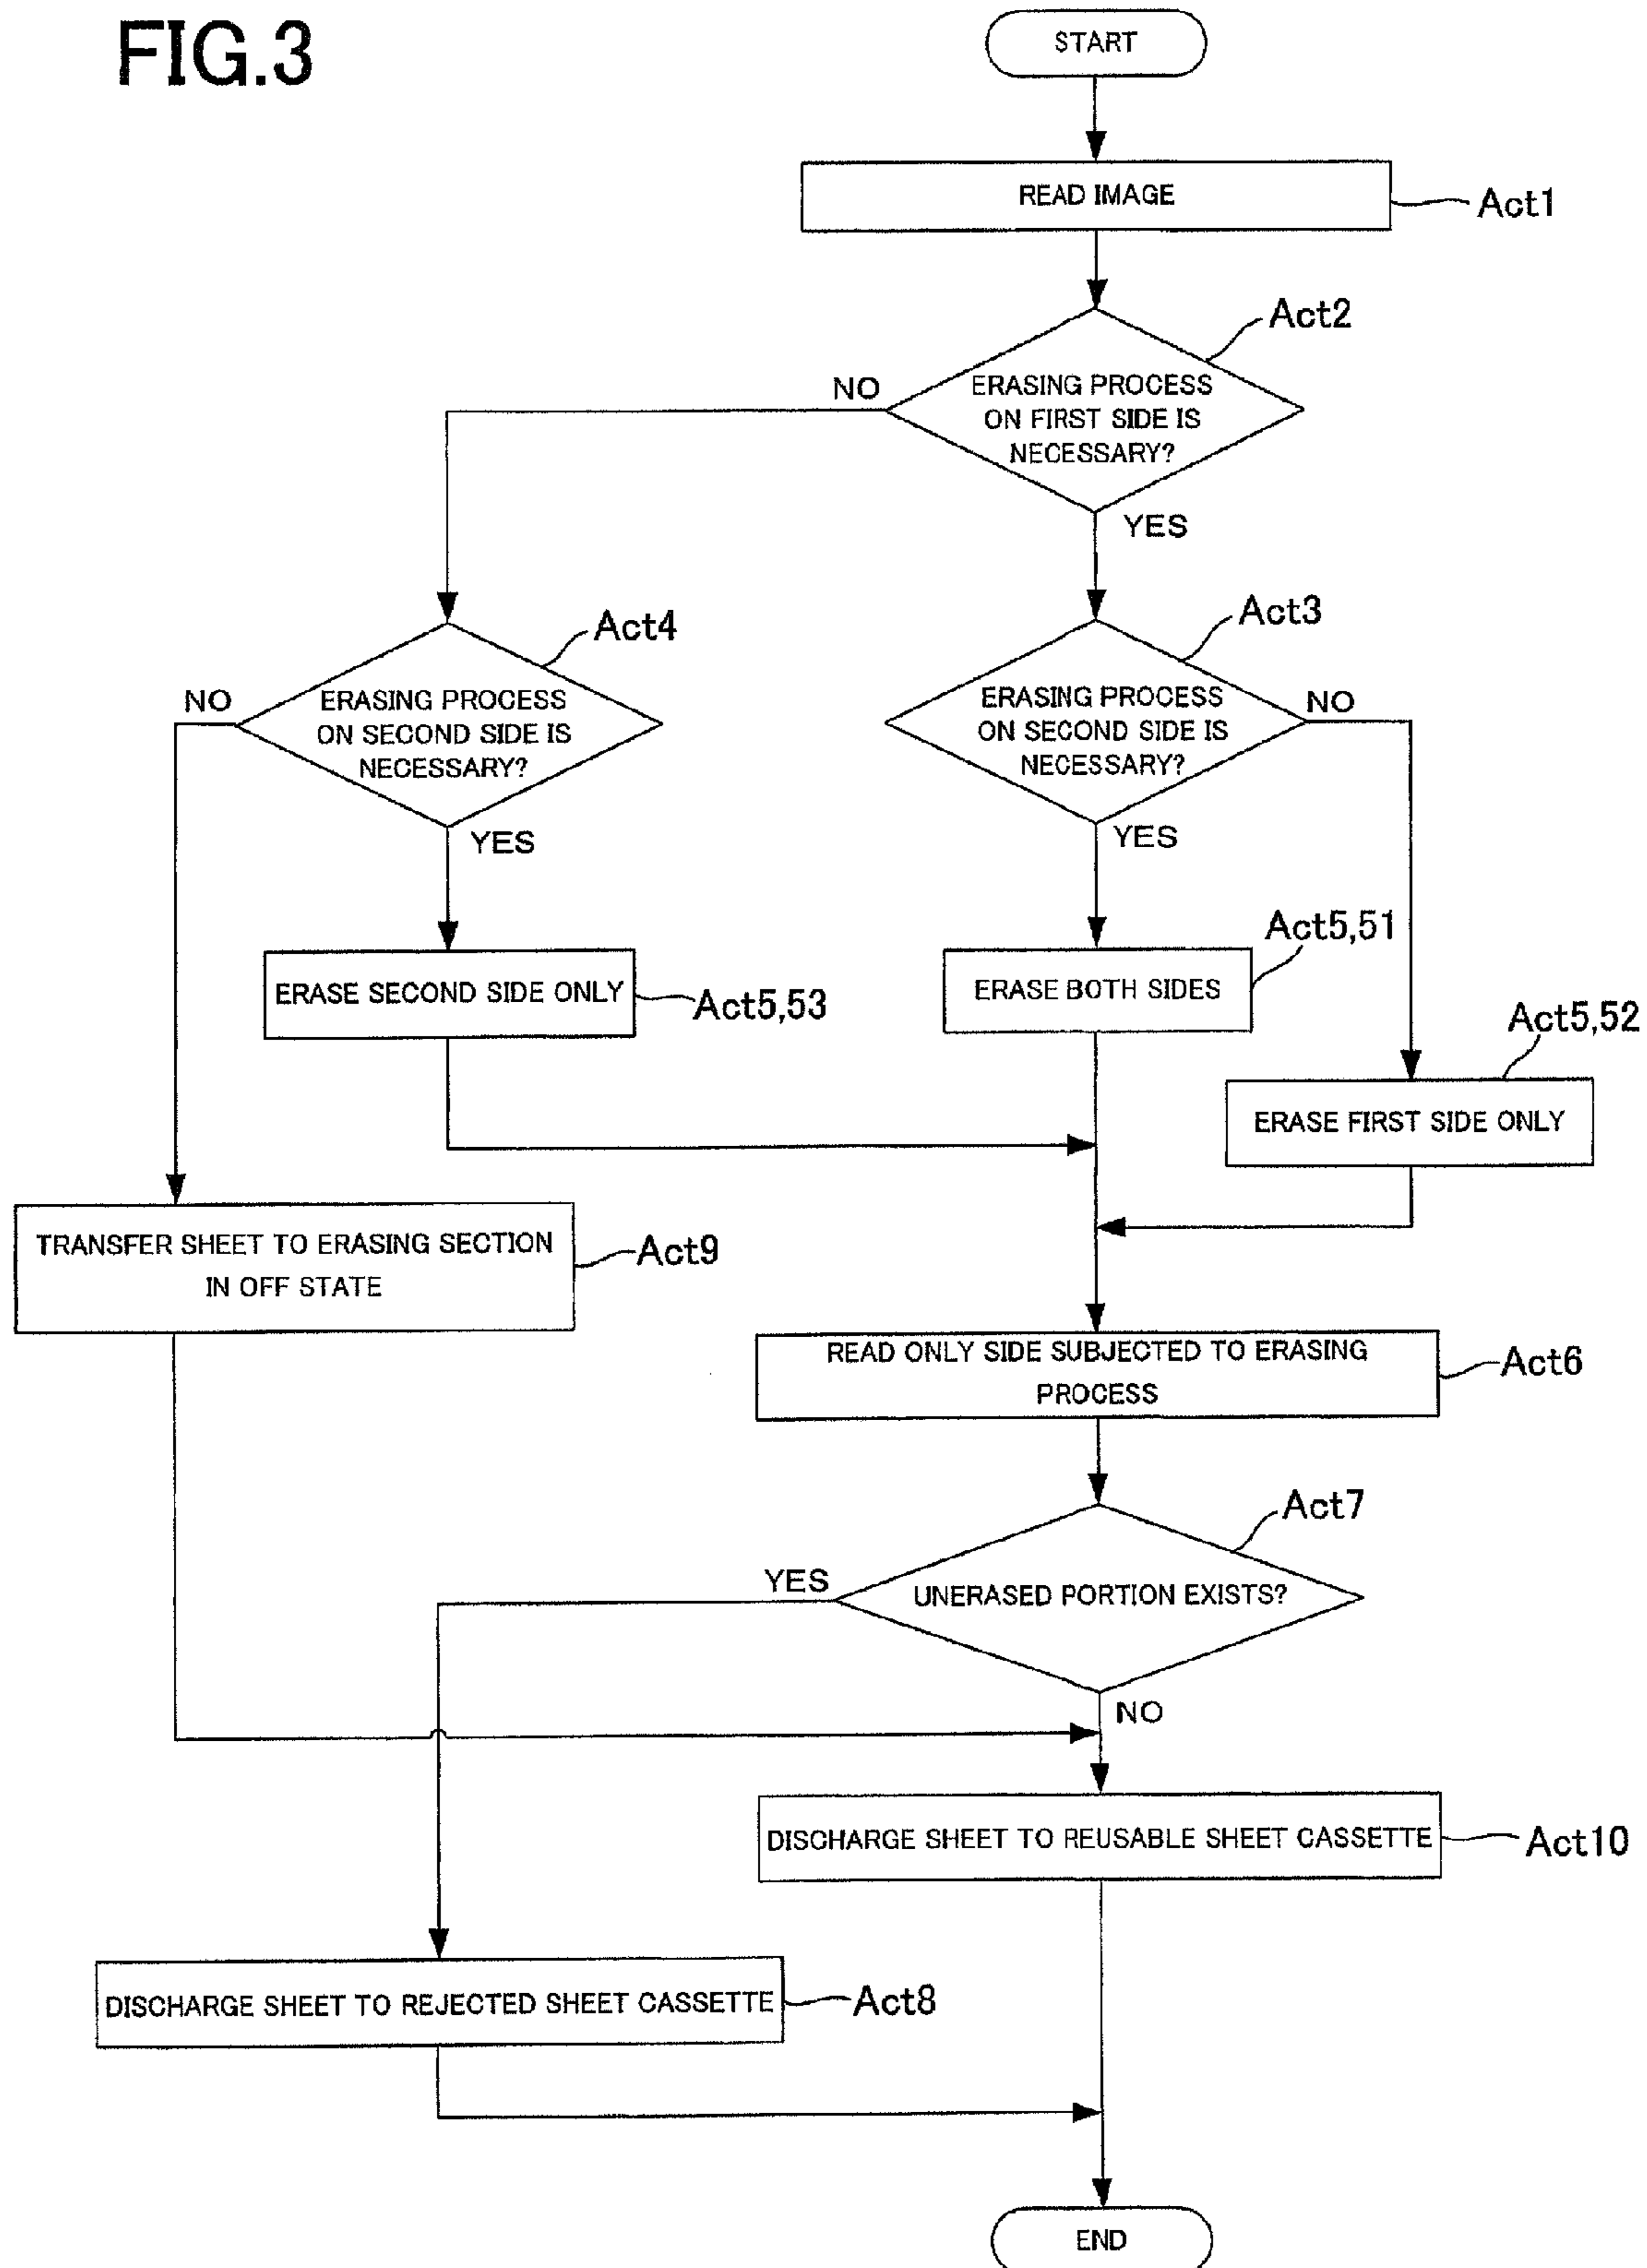 FIG.3
START
READ IMAGE
Act1
Act2
ERASING PROCESS
ON FIRST SIDE IS
NECESSARY?
NO
YES
Act4
ERASING PROCESS
ON SECOND SIDE IS
NECESSARY?
NO
YES
Act3
ERASING PROCESS
ON SECOND SIDE IS
NECESSARY?
NO
YES
ERASE SECOND SIDE ONLY
Act5,53
ERASE BOTH SIDES
Act5,51
ERASE FIRST SIDE ONLY
Act5,52
TRANSFER SHEET TO ERASING SECTION
IN OFF STATE
Act9
READ ONLY SIDE SUBJECTED TO ERASING
PROCESS
Act6
UNERASED PORTION EXISTS?
Act7
YES
NO
DISCHARGE SHEET TO REUSABLE SHEET CASSETTE
Act10
DISCHARGE SHEET TO REJECTED SHEET CASSETTE
Act8
END